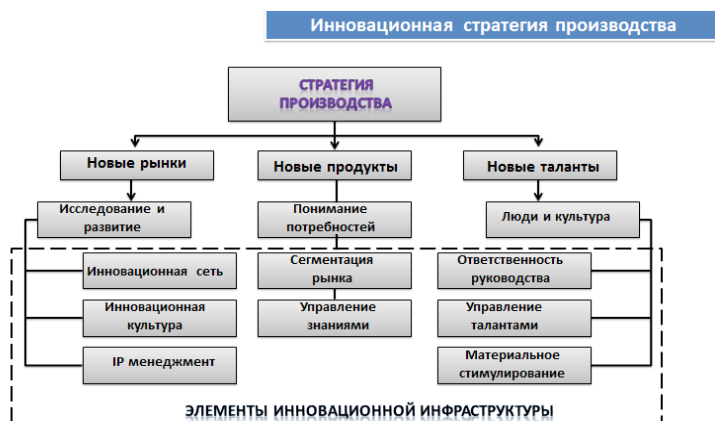 Инновационная стратегия производства
СТРАТЕГИЯ
ПРОИЗВОДСТВА
Новые рынки
Новые продукты
Новые таланты
Исследование и
развитие
Понимание
потребностей
Люди и культура
Инновационная сеть
Сегментация
рынка
Ответственность
руководства
Инновационная
культура
Управление
знаниями
Управление
талантами
IP менеджмент
Материальное
стимулирование
ЭЛЕМЕНТЫ ИННОВАЦИОННОЙ ИНФРАСТРУКТУРЫ